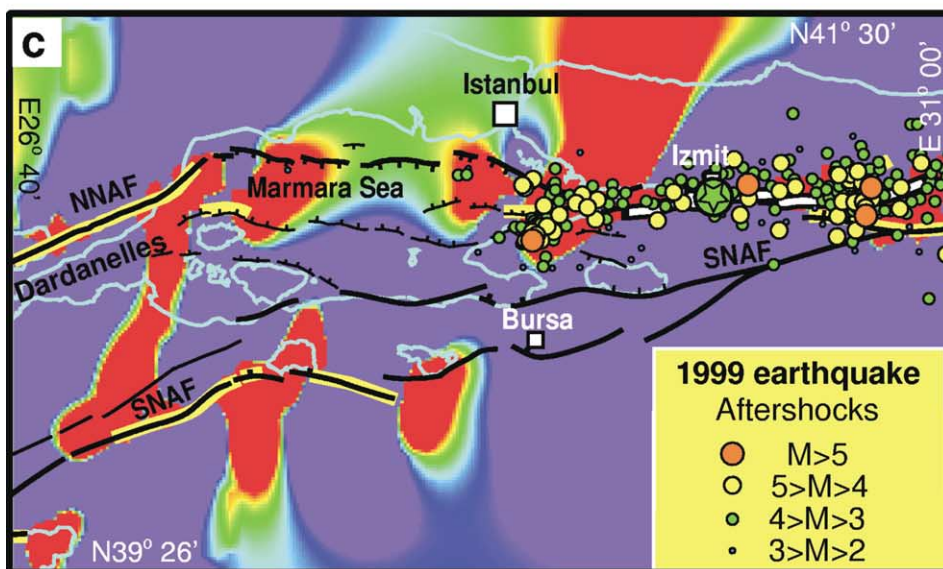 c
N41° 30'
E26° 40'
E 31° 00'
Istanbul
Izmit
NNAF
Marmara Sea
Dardanelles
SNAF
Bursa
SNAF
N39° 26'
1999 earthquake
Aftershocks
M>5
5>M>4
4>M>3
3>M>2